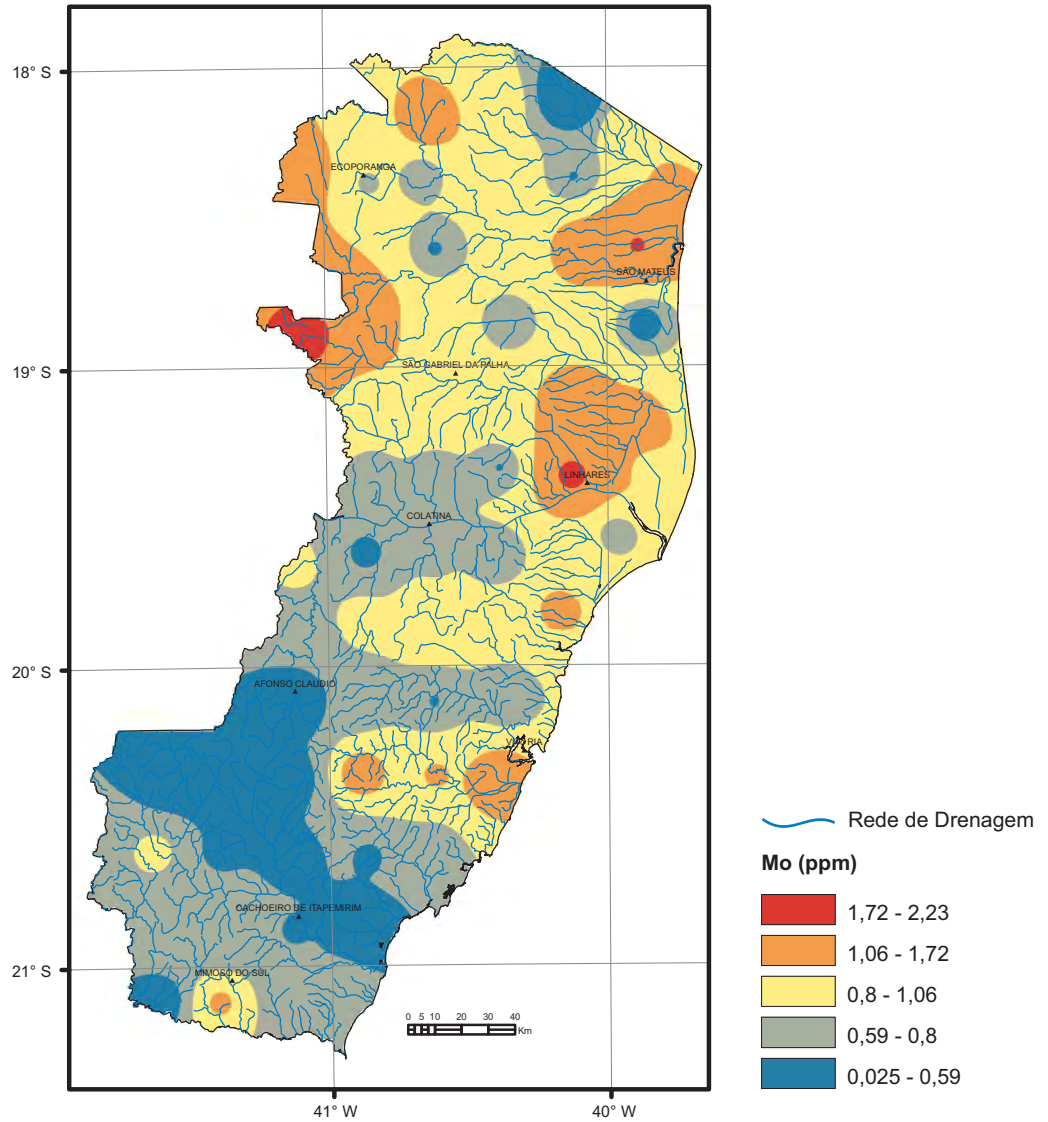 18° S
ECOPORANGA
SÃO MATEUS
19° S
SÃO GABRIEL DA PALHA
LINHARES
COLATINA
20° S
AFONSO CLAUDIO
VITÓRIA
Rede de Drenagem
Mo (ppm)
1,72 - 2,23
1,06 - 1,72
0,8 - 1,06
0,59 - 0,8
0,025 - 0,59
CACHOEIRO DE ITAPEMIRIM
21° S
MIMOSO DO SUL
0 5 10 20 30 40
Km
41° W
40° W